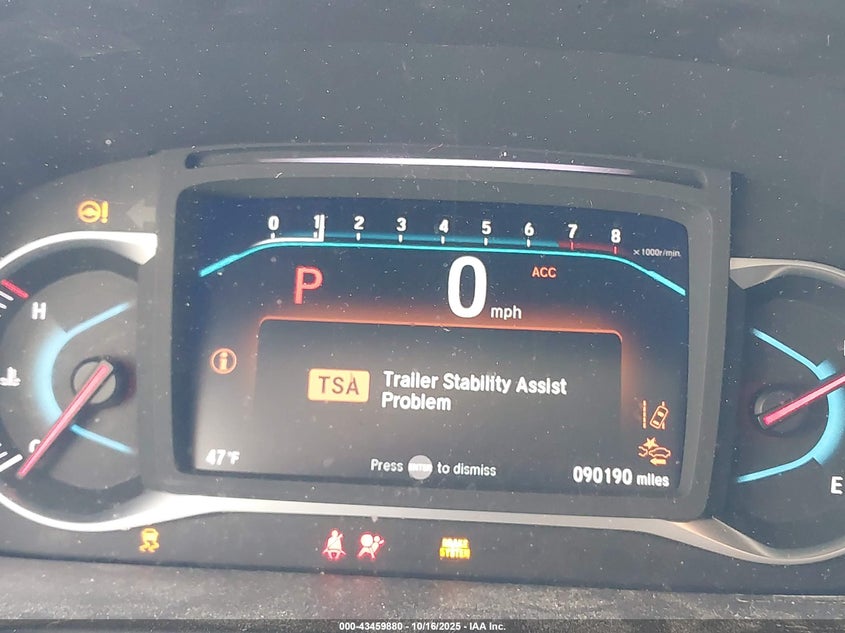 0 1 2 3 4 5 6 7 8
×1000r/min
P 0 mph ACC
H
TSA Trailer Stability Assist
Problem
C
47°F
Press ENTER to dismiss
090190 miles
E
BRAKE
SYSTEM
000-43459880 - 10/16/2025 - IAA Inc.